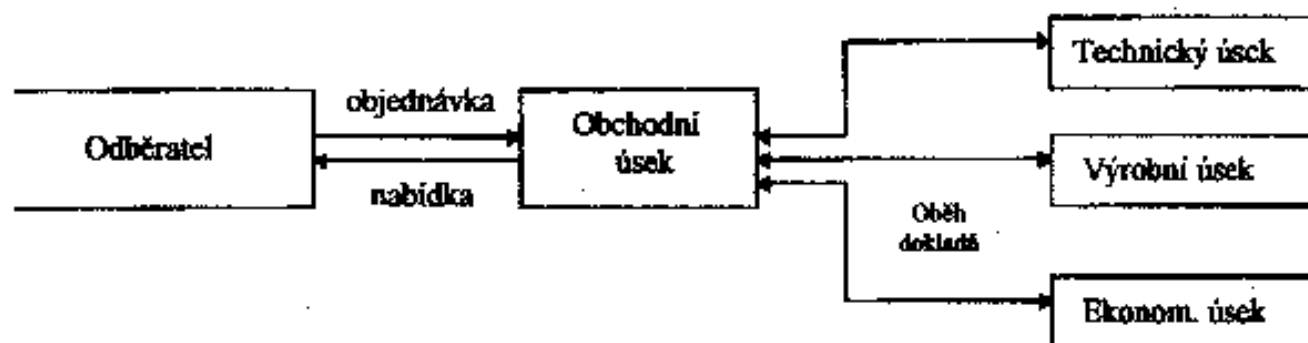 Technický úsek
objednávka
Obchodní
úsek
Odběratel
nabídka
Výrobní úsek
Oběh
dokladů
Ekonom. úsek